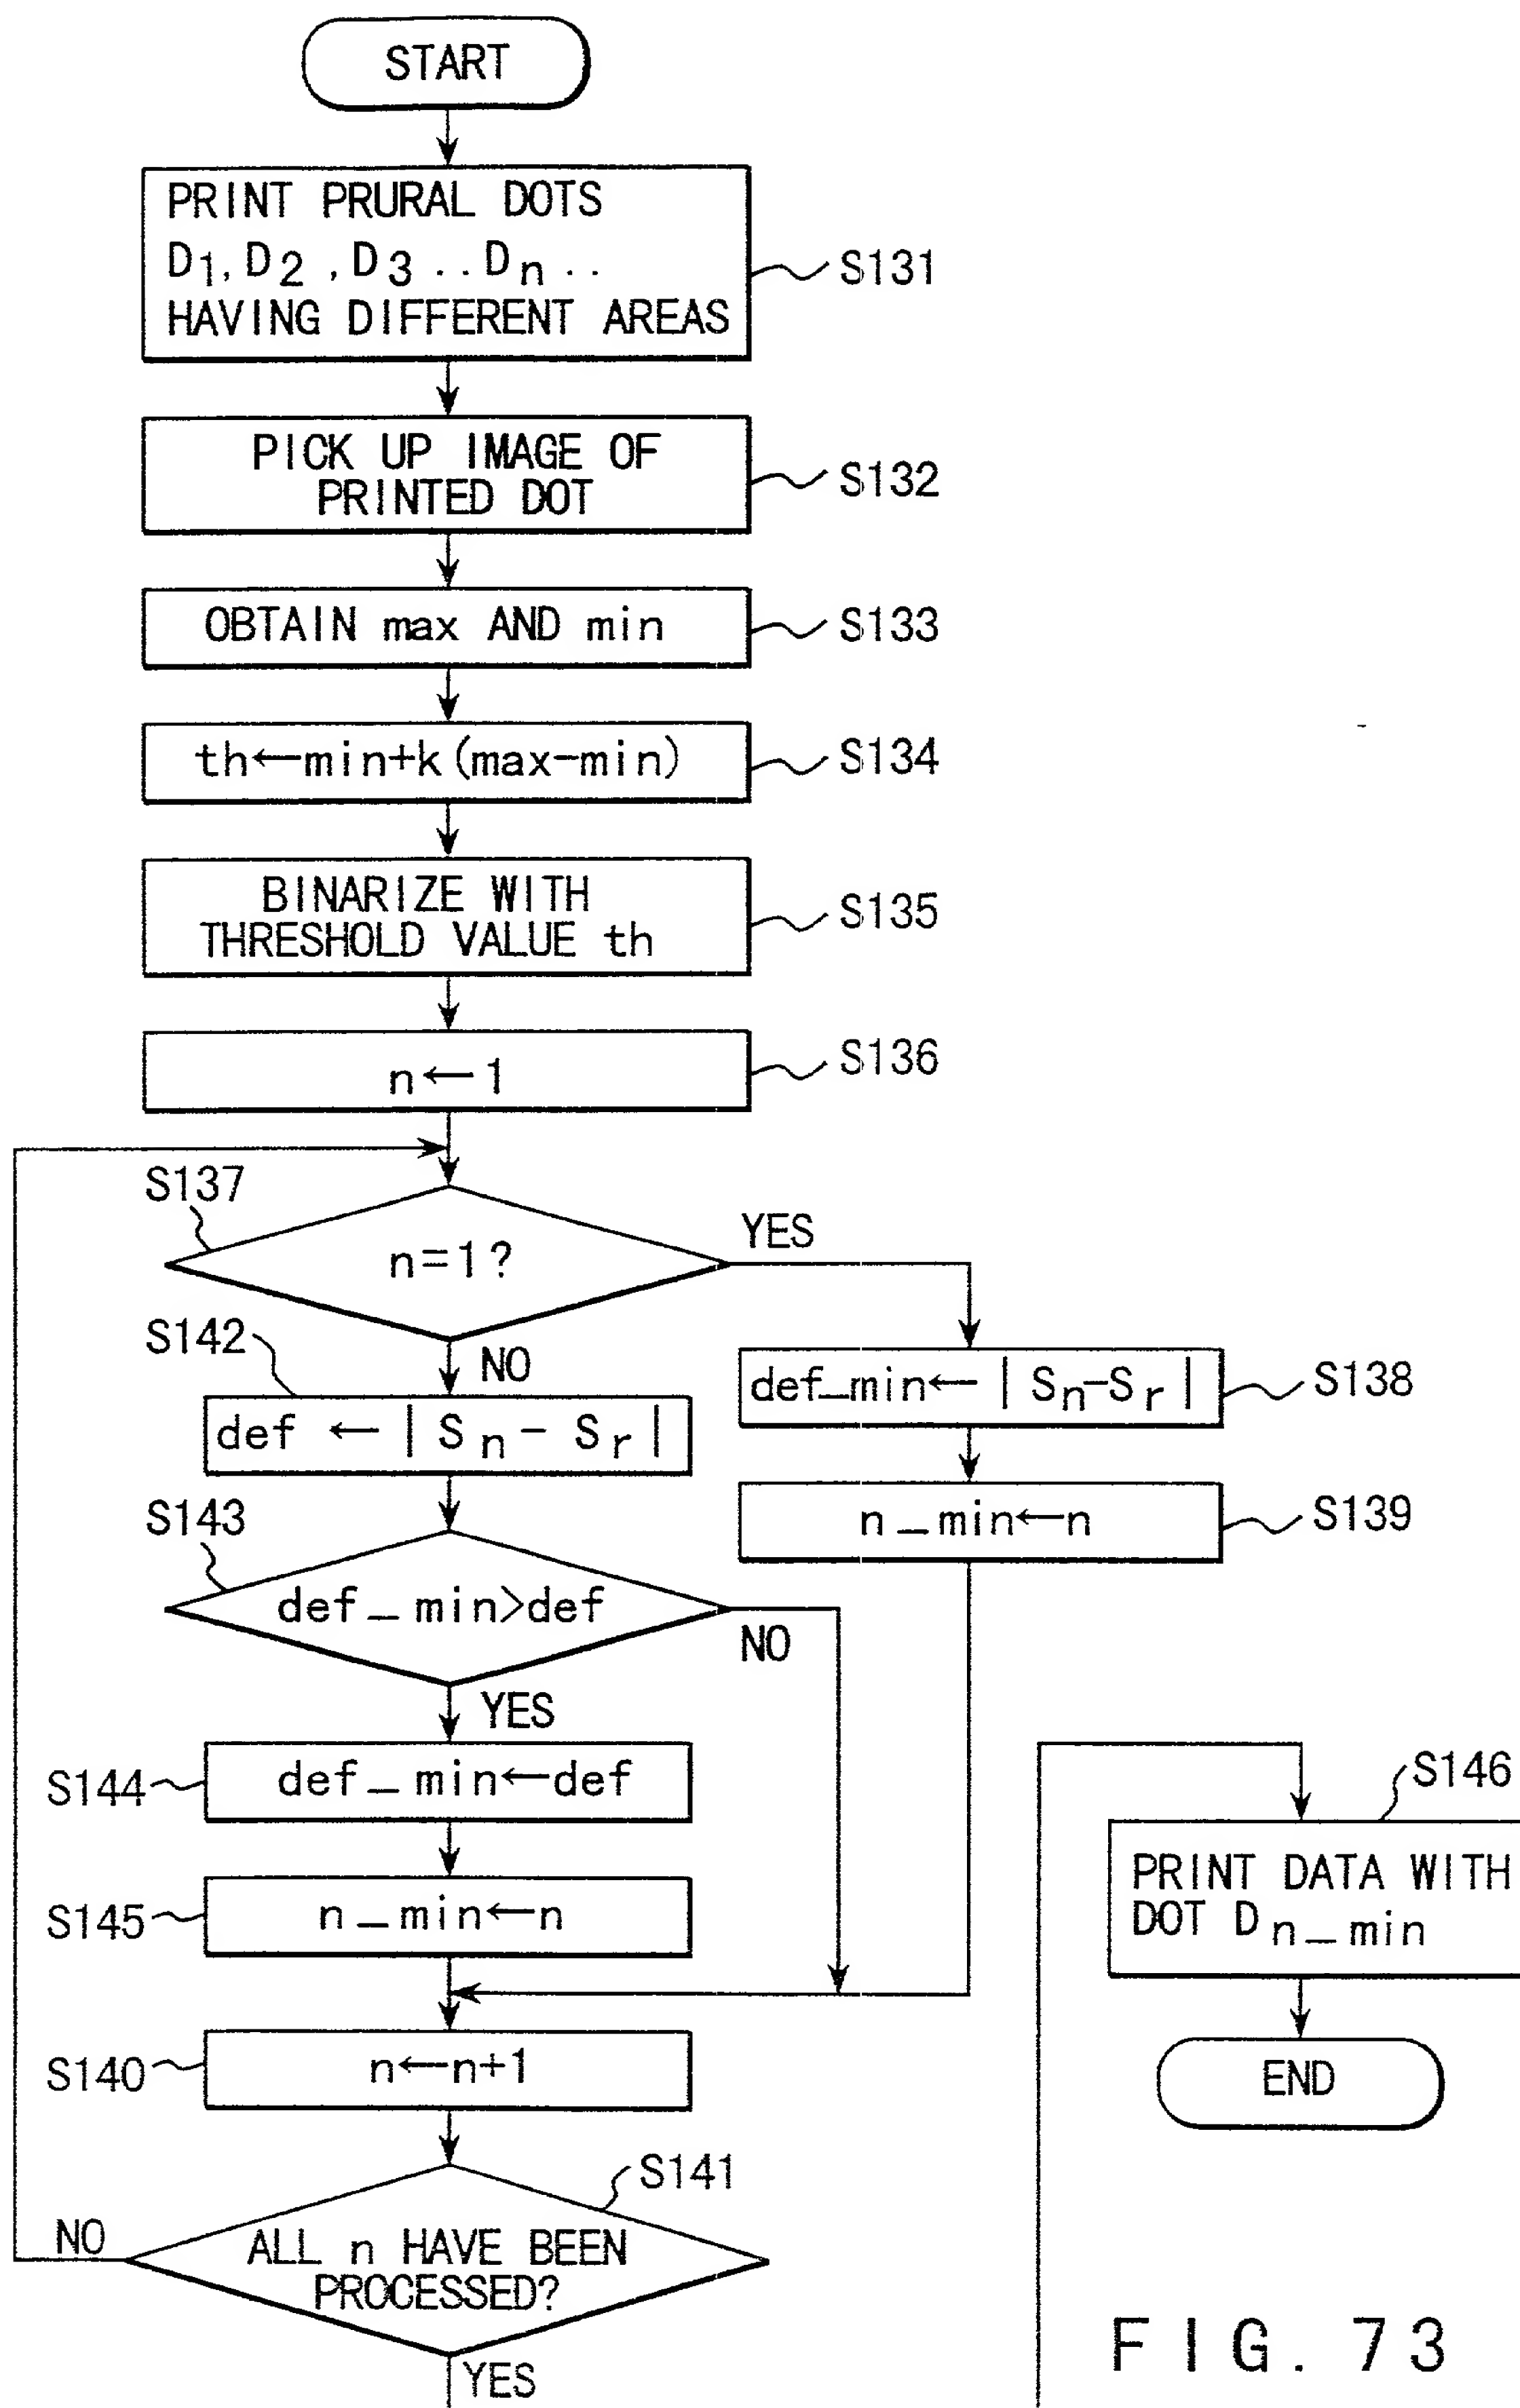 START
PRINT PRURAL DOTS
D1, D2 , D3 .. Dn ..
HAVING DIFFERENT AREAS
S131
PICK UP IMAGE OF
PRINTED DOT
S132
OBTAIN max AND min
S133
th←min+k(max-min)
S134
BINARIZE WITH
THRESHOLD VALUE th
S135
n←1
S136
S137
n=1?
YES
NO
S142
def ← | Sn - Sr |
def_min← | Sn-Sr |
S138
S143
n_min←n
S139
def_min>def
NO
YES
S144
def_min←def
S145
n_min←n
S146
PRINT DATA WITH
DOT Dn_min
S140
n←n+1
END
S141
NO
ALL n HAVE BEEN
PROCESSED?
YES
FIG. 73